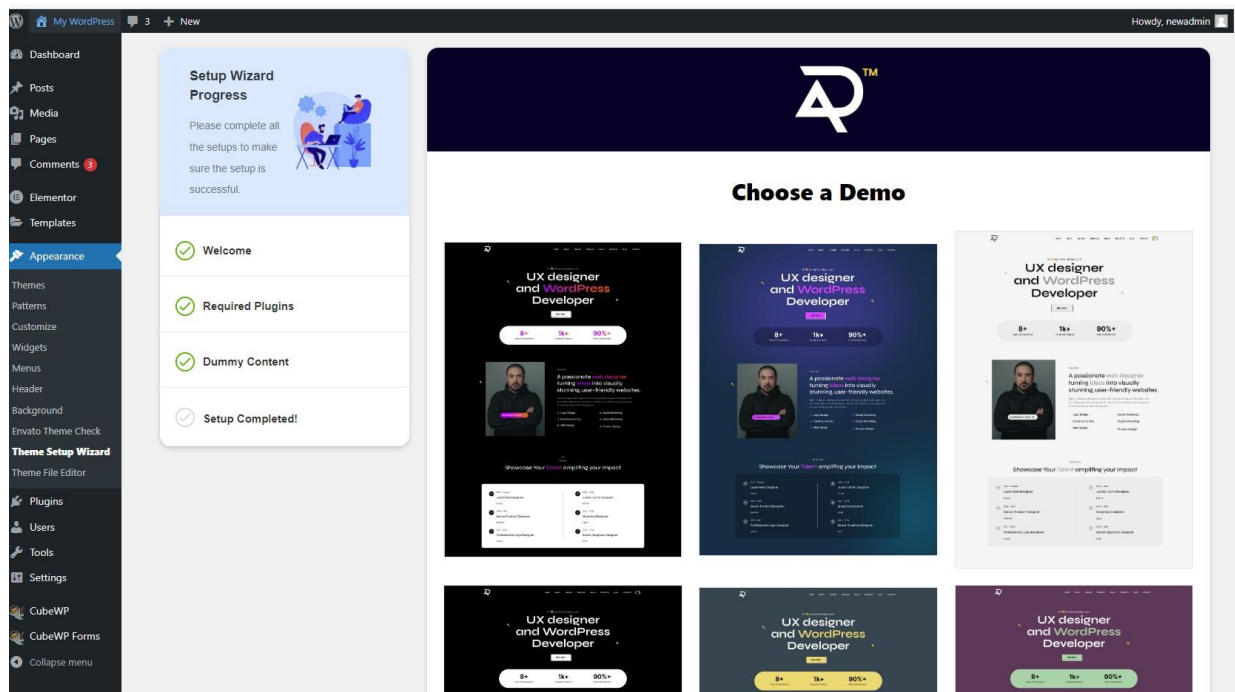 My WordPress
3
New
Howdy, newadmin
Dashboard
Posts
Media
Pages
Comments 3
Elementor
Templates
Appearance
Themes
Patterns
Customize
Widgets
Menus
Header
Background
Envato Theme Check
Theme Setup Wizard
Theme File Editor
Plugins
Users
Tools
Settings
CubeWP
CubeWP Forms
Collapse menu
Setup Wizard
Progress
Please complete all
the setups to make
sure the setup is
successful.
Welcome
Required Plugins
Dummy Content
Setup Completed!
TM
Choose a Demo
UX designer
and WordPress
Developer
8+ 1k+ 90%+
A passionate web designer
turning ideas into visually
stunning, user-friendly websites.
Showcase Your Talent amplifing your impact
UX designer
and WordPress
Developer
8+ 1k+ 90%+
A passionate web designer
turning ideas into visually
stunning, user-friendly websites.
Showcase Your Talent amplifing your impact
UX designer
and WordPress
Developer
8+ 1k+ 90%+
A passionate web designer
turning ideas into visually
stunning, user-friendly websites.
Showcase Your Talent amplifing your impact
UX designer
and WordPress
Developer
8+ 1k+ 90%+
UX designer
and WordPress
Developer
8+ 1k+ 90%+
UX designer
and WordPress
Developer
8+ 1k+ 90%+